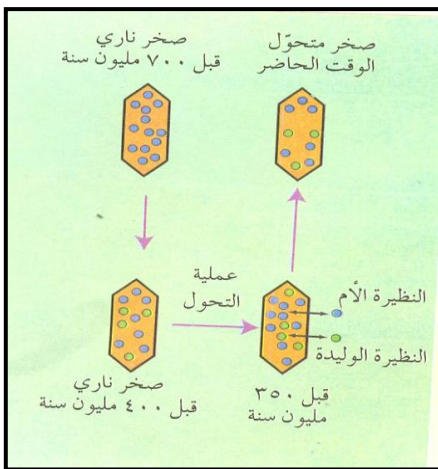 صخر ناري
قبل ٧٠٠ مليون سنة
صخر متحوّل
الوقت الحاضر
عملية
التحول
النظيرة الأم
النظيرة الوليدة
صخر ناري
قبل ٤٠٠ مليون سنة
قبل ٣٥٠
مليون سنة